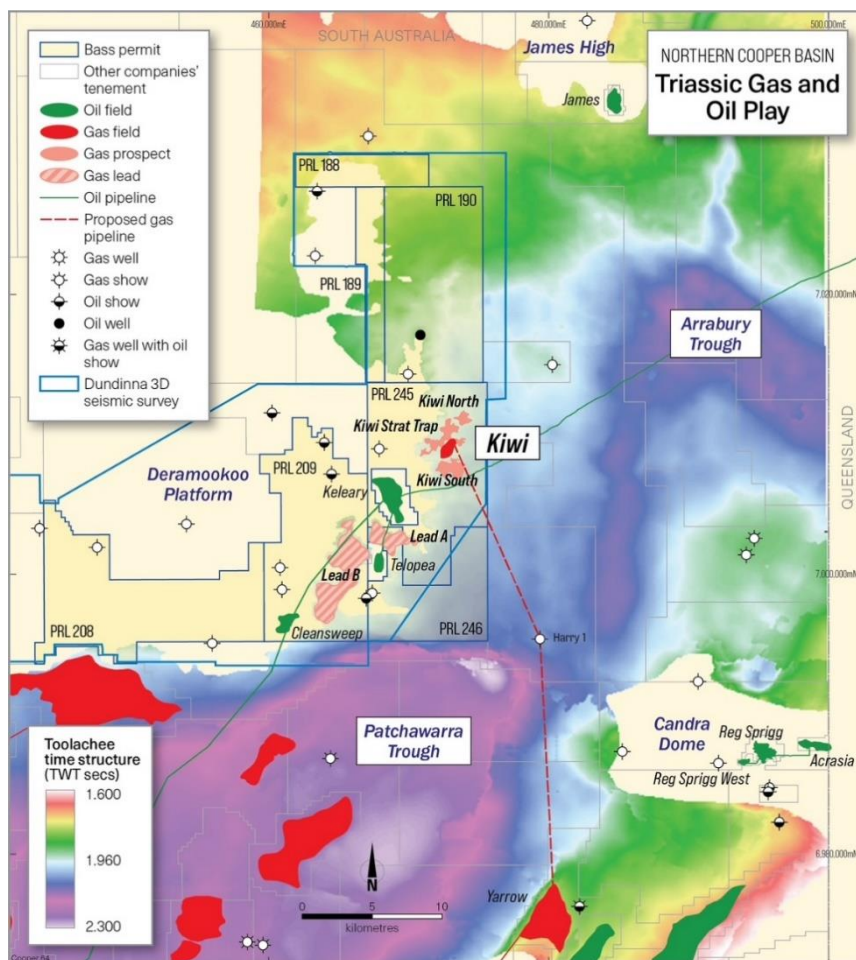 460,000mE
480,000mE
500,000mE
SOUTH AUSTRALIA
James High
NORTHERN COOPER BASIN
Triassic Gas and
Oil Play
Bass permit
Other companies'
tenement
Oil field
Gas field
Gas prospect
Gas lead
Oil pipeline
Proposed gas
pipeline
Gas well
Gas show
Oil show
Oil well
Gas well with oil
show
Dundinna 3D
seismic survey
James
PRL 188
PRL 190
PRL 189
7,020,000mN
Arrabury
Trough
QUEENSLAND
PRL 245
Kiwi North
Kiwi Strat Trap
Kiwi
Kiwi South
Deramookoo
Platform
PRL 209
Keleary
Lead A
Telopea
Lead B
7,000,000mN
Cleansweep
PRL 208
PRL 246
Harry 1
Patchawarra
Trough
Candra
Dome
Reg Sprigg
Acrasia
Reg Sprigg West
Toolachee
time structure
(TWT secs)
1.600
1.960
2.300
6,980,000mN
N
0 5 10
kilometres
Yarrow